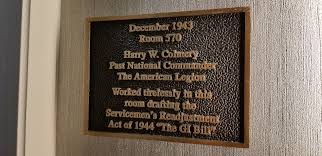 December 1943
Room 570
Harry W. Colmery
Past National Commander
The American Legion
Worked tirelessly in this
room drafting the
Servicemen's Readjustment
Act of 1944 "The GI Bill"